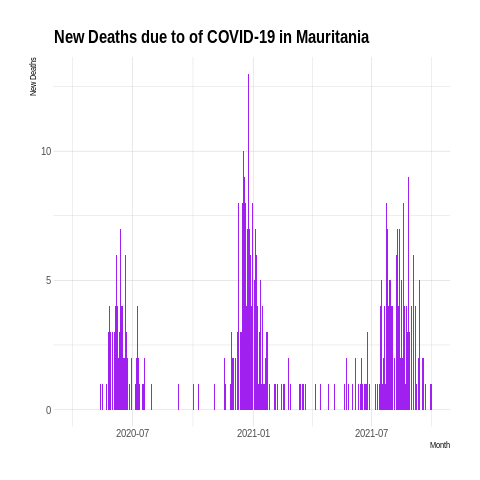 New Deaths due to of COVID-19 in Mauritania
New Deaths
10
5
0
2020-07
2021-01
2021-07
Month